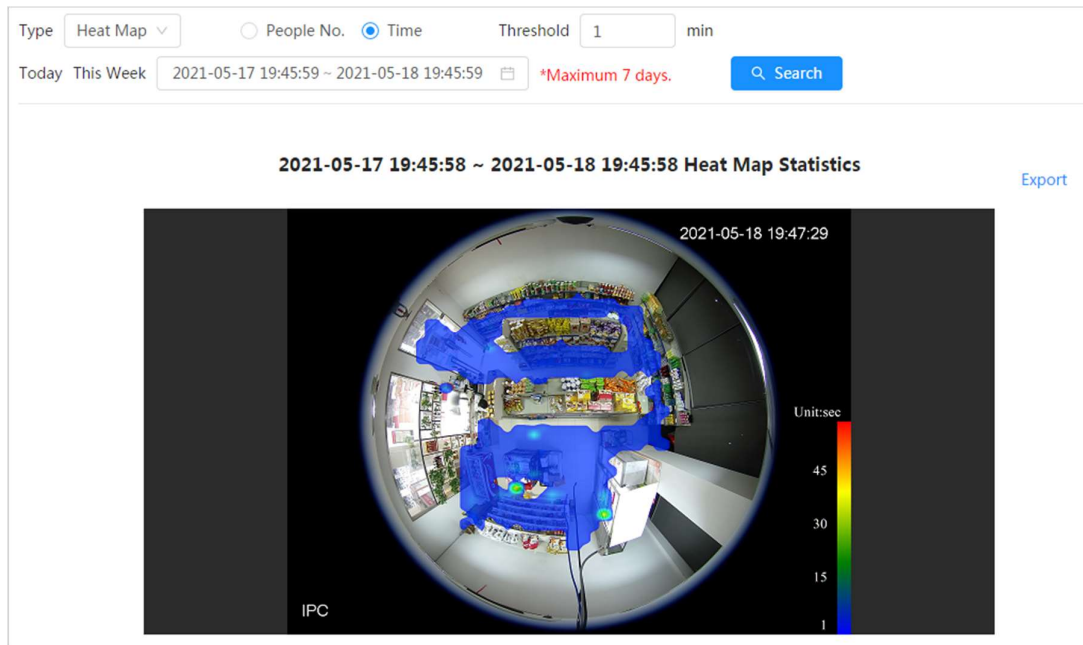 Type Heat Map People No. Time Threshold 1 min
Today This Week 2021-05-17 19:45:59 ~ 2021-05-18 19:45:59 *Maximum 7 days. Search
2021-05-17 19:45:58 ~ 2021-05-18 19:45:58 Heat Map Statistics
Export
2021-05-18 19:47:29
Unit:sec
45
30
15
1
IPC